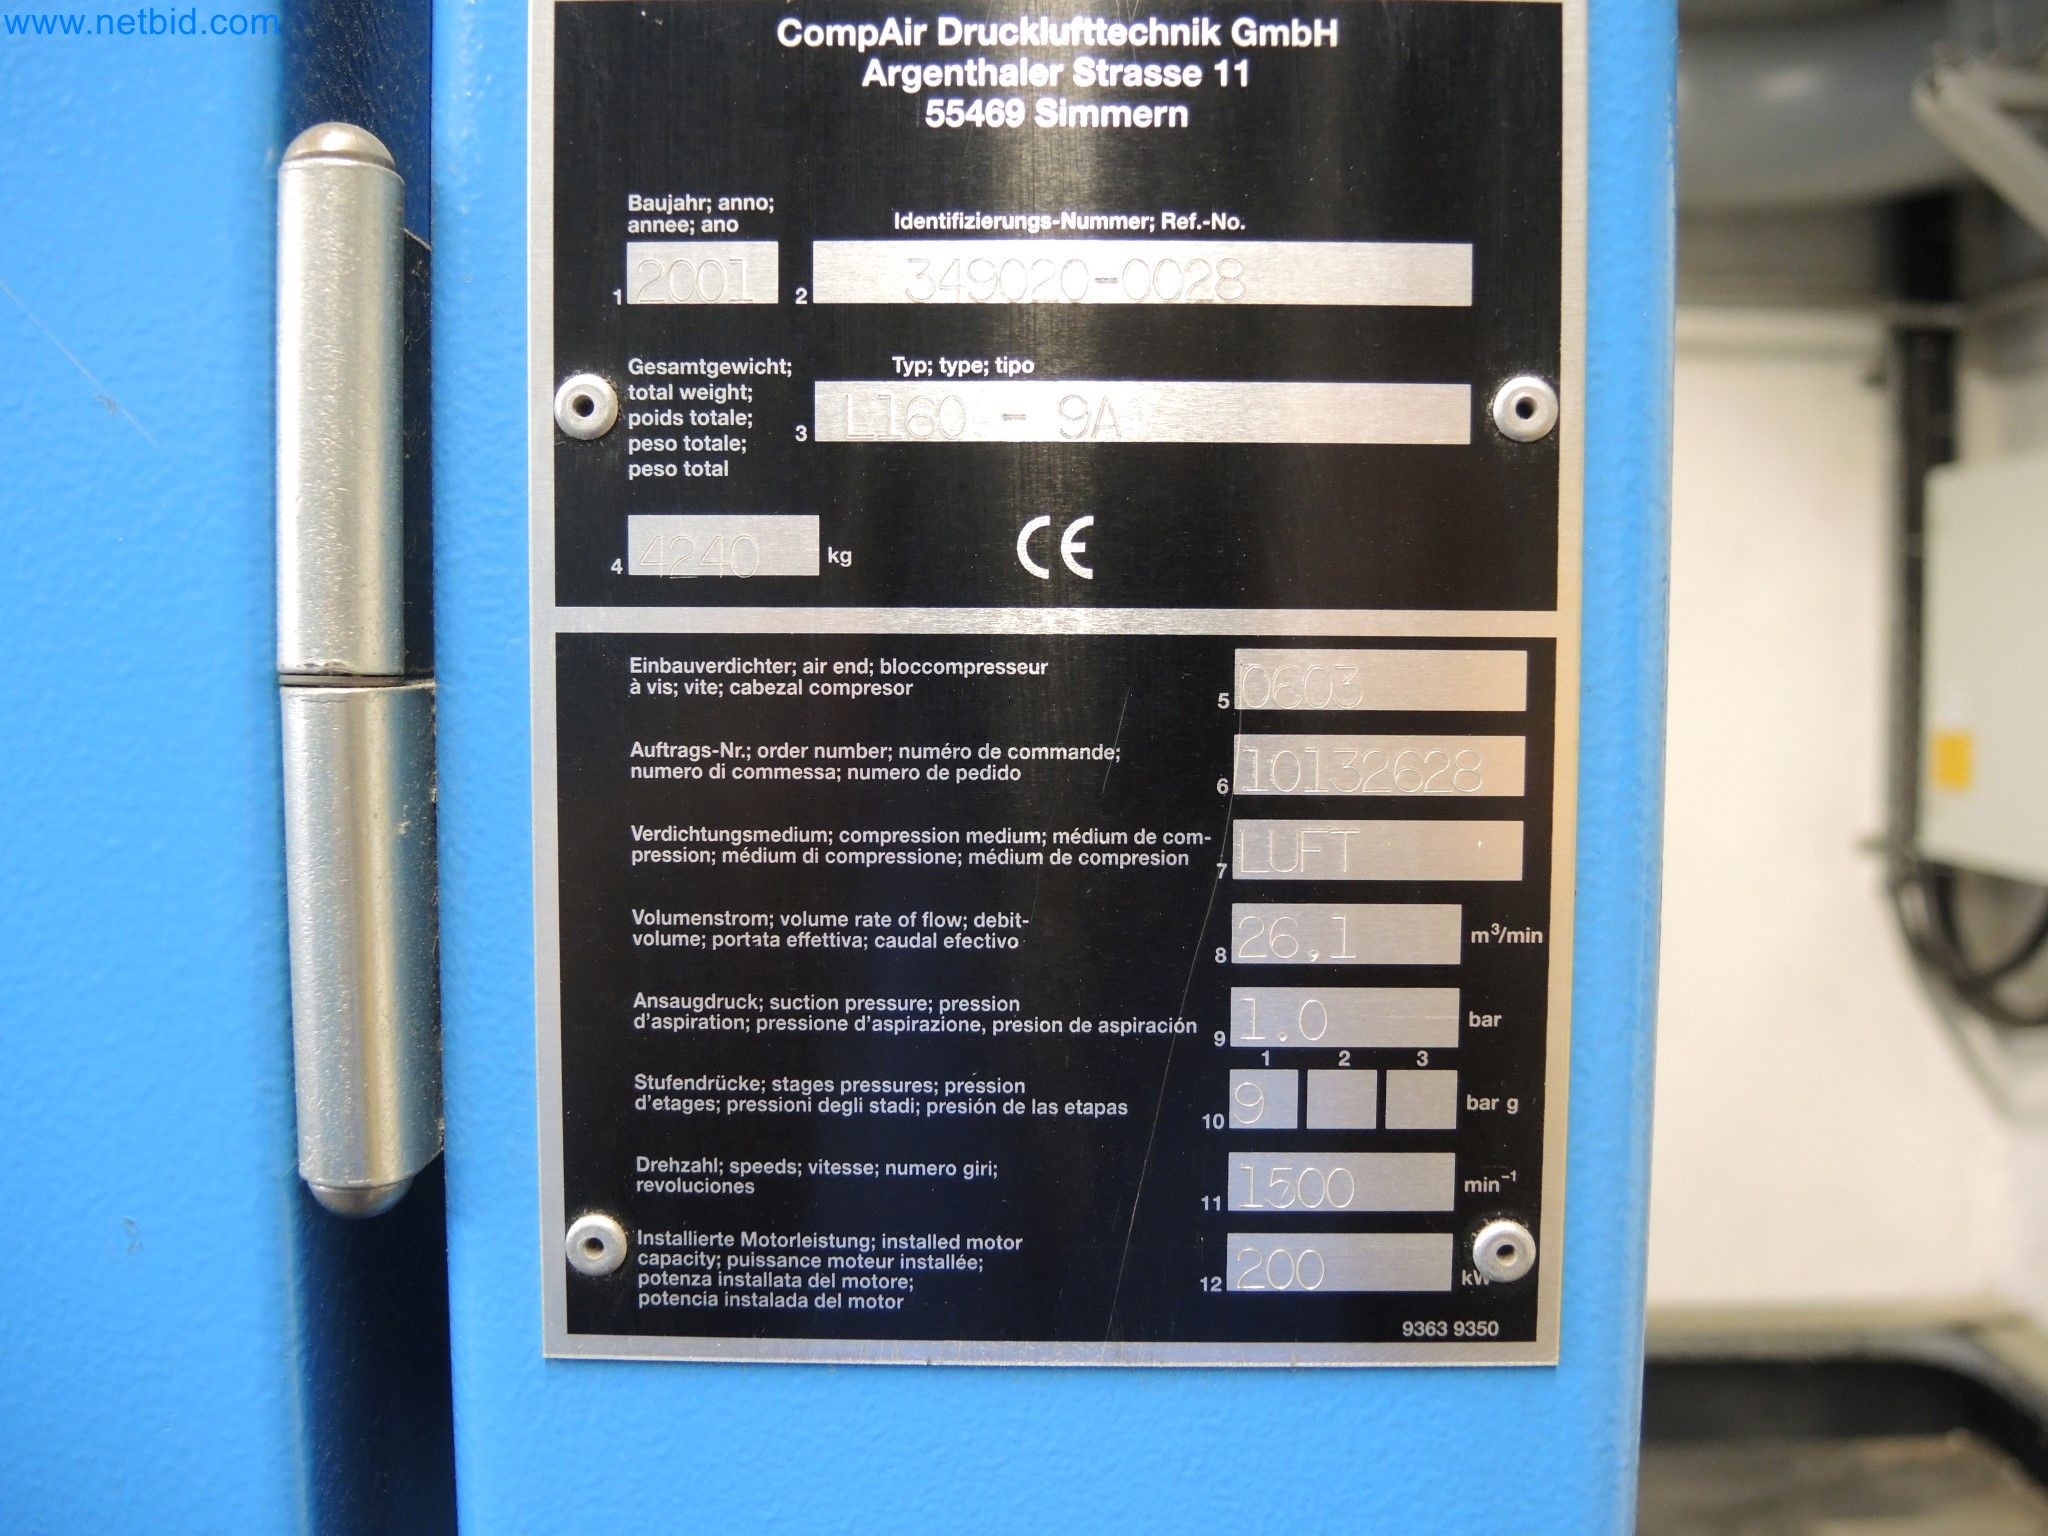 www.netbid.com
CompAir Drucklufttechnik GmbH
Argenthaler Strasse 11
55469 Simmern
Baujahr; anno;
annee; ano
Identifizierungs-Nummer; Ref.-No.
1 2001 2 349020-0028
Gesamtgewicht;
total weight;
poids totale;
peso totale;
peso total
Typ; type; tipo
3 L160 - 9A
4 4240 kg
CE
Einbauverdichter; air end; bloccompresseur
à vis; vite; cabezal compresor
5 0603
Auftrags-Nr.; order number; numéro de commande;
numero di commessa; numero de pedido
6 10132628
Verdichtungsmedium; compression medium; médium de com-
pression; médium di compressione; médium de compresion
7 LUFT
Volumenstrom; volume rate of flow; debit-
volume; portata effettiva; caudal efectivo
8 26,1 m³/min
Ansaugdruck; suction pressure; pression
d'aspiration; pressione d'aspirazione, presion de aspiración
9 1.0 bar
1 2 3
Stufendrücke; stages pressures; pression
d'etages; pressioni degli stadi; presión de las etapas
10 9 bar g
Drehzahl; speeds; vitesse; numero giri;
revoluciones
11 1500 min⁻¹
Installierte Motorleistung; installed motor
capacity; puissance moteur installée;
potenza installata del motore;
potencia instalada del motor
12 200 kW
9363 9350